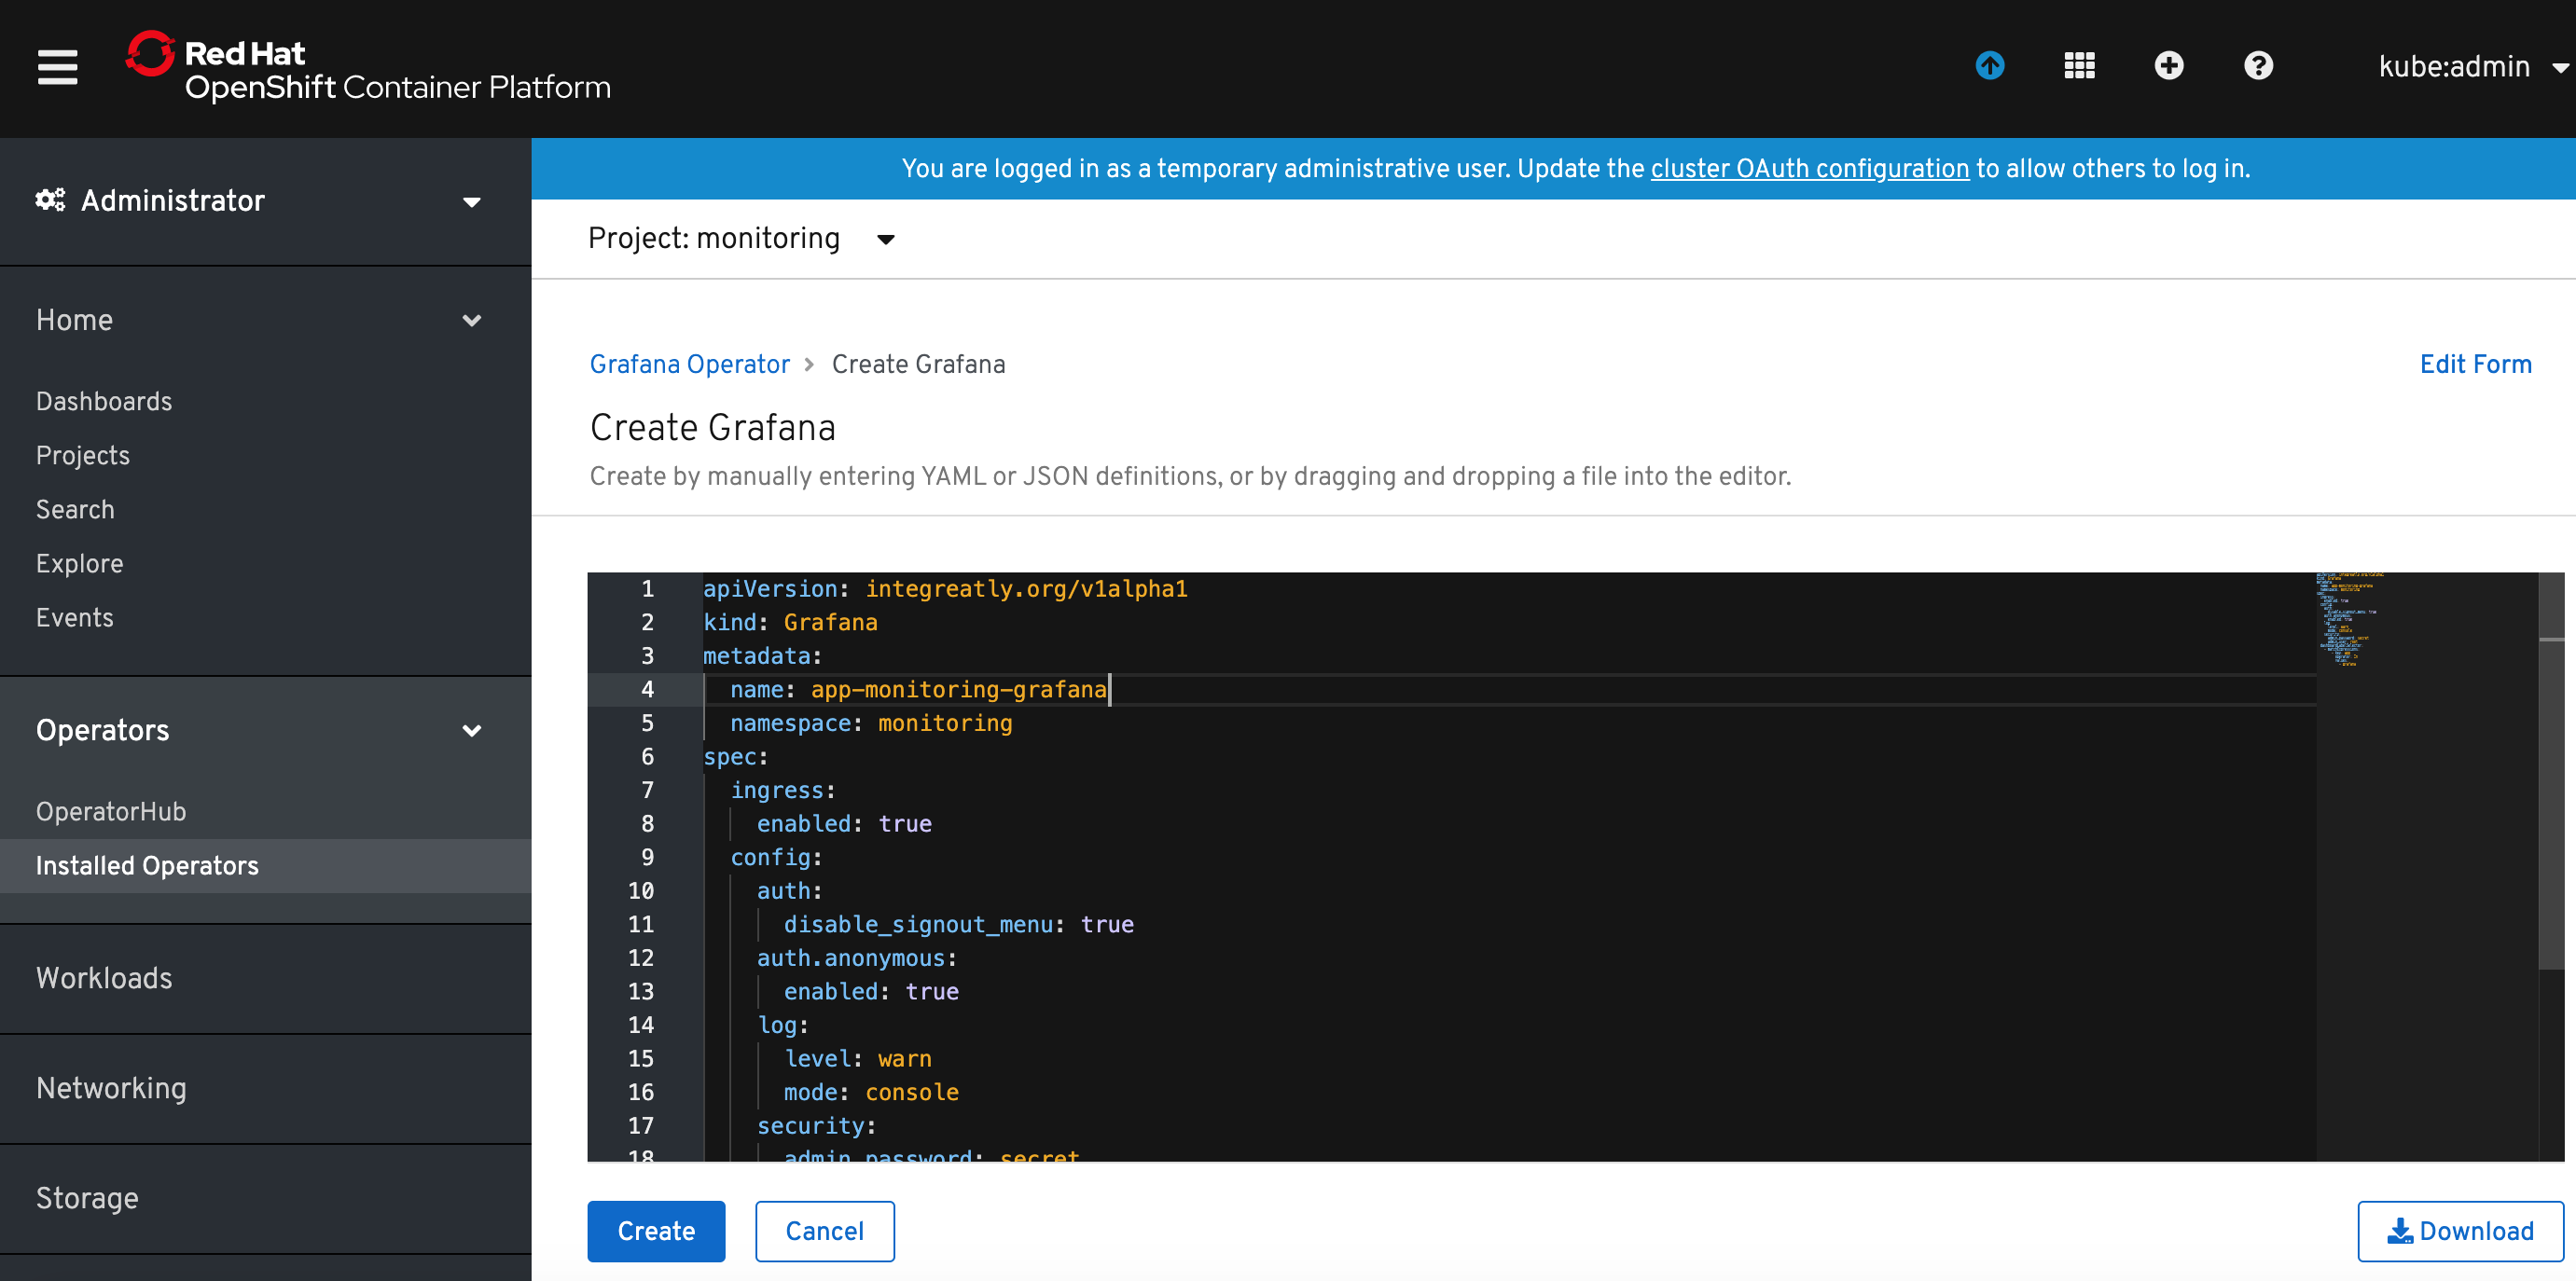 Red Hat
OpenShift Container Platform
kube:admin
Administrator
You are logged in as a temporary administrative user. Update the cluster OAuth configuration to allow others to log in.
Project: monitoring
Home
Dashboards
Projects
Search
Explore
Events
Operators
OperatorHub
Installed Operators
Workloads
Networking
Storage
Grafana Operator > Create Grafana
Edit Form
Create Grafana
Create by manually entering YAML or JSON definitions, or by dragging and dropping a file into the editor.
1 apiVersion: integreatly.org/v1alpha1
2 kind: Grafana
3 metadata:
4   name: app-monitoring-grafana
5   namespace: monitoring
6 spec:
7   ingress:
8     enabled: true
9   config:
10     auth:
11       disable_signout_menu: true
12     auth.anonymous:
13       enabled: true
14     log:
15       level: warn
16       mode: console
17     security:
18       admin_password: secret
Create
Cancel
Download